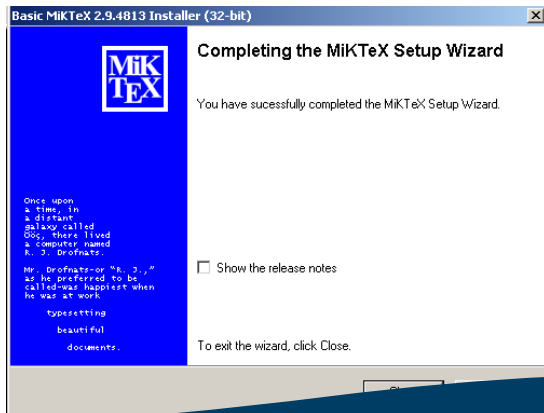 Basic MiKTeX 2.9.4813 Installer (32-bit)
MiK
TEX
Completing the MiKTeX Setup Wizard
You have sucessfully completed the MiKTeX Setup Wizard.
Once upon
a time, in
a distant
galaxy called
Ööç, there lived
a computer named
R. J. Drofnats.
Mr. Drofnats-or "R. J.,"
as he preferred to be
called-was happiest when
he was at work
typesetting
beautiful
documents.
Show the release notes
To exit the wizard, click Close.